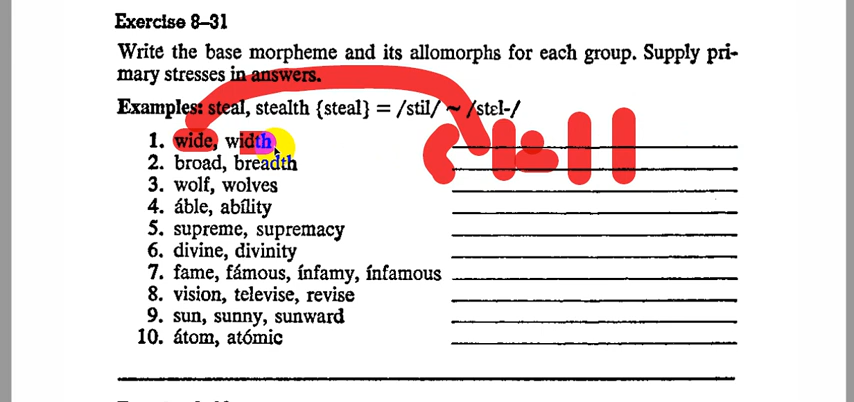 Exercise 8–31
Write the base morpheme and its allomorphs for each group. Supply pri-
mary stresses in answers.
Examples: steal, stealth {steal} = /stil/ ~ /stɛl-/
1. wide, width
2. broad, breadth
3. wolf, wolves
4. áble, abílity
5. supreme, supremacy
6. divine, divinity
7. fame, fámous, ínfamy, ínfamous
8. vision, televise, revise
9. sun, sunny, sunward
10. átom, atómic